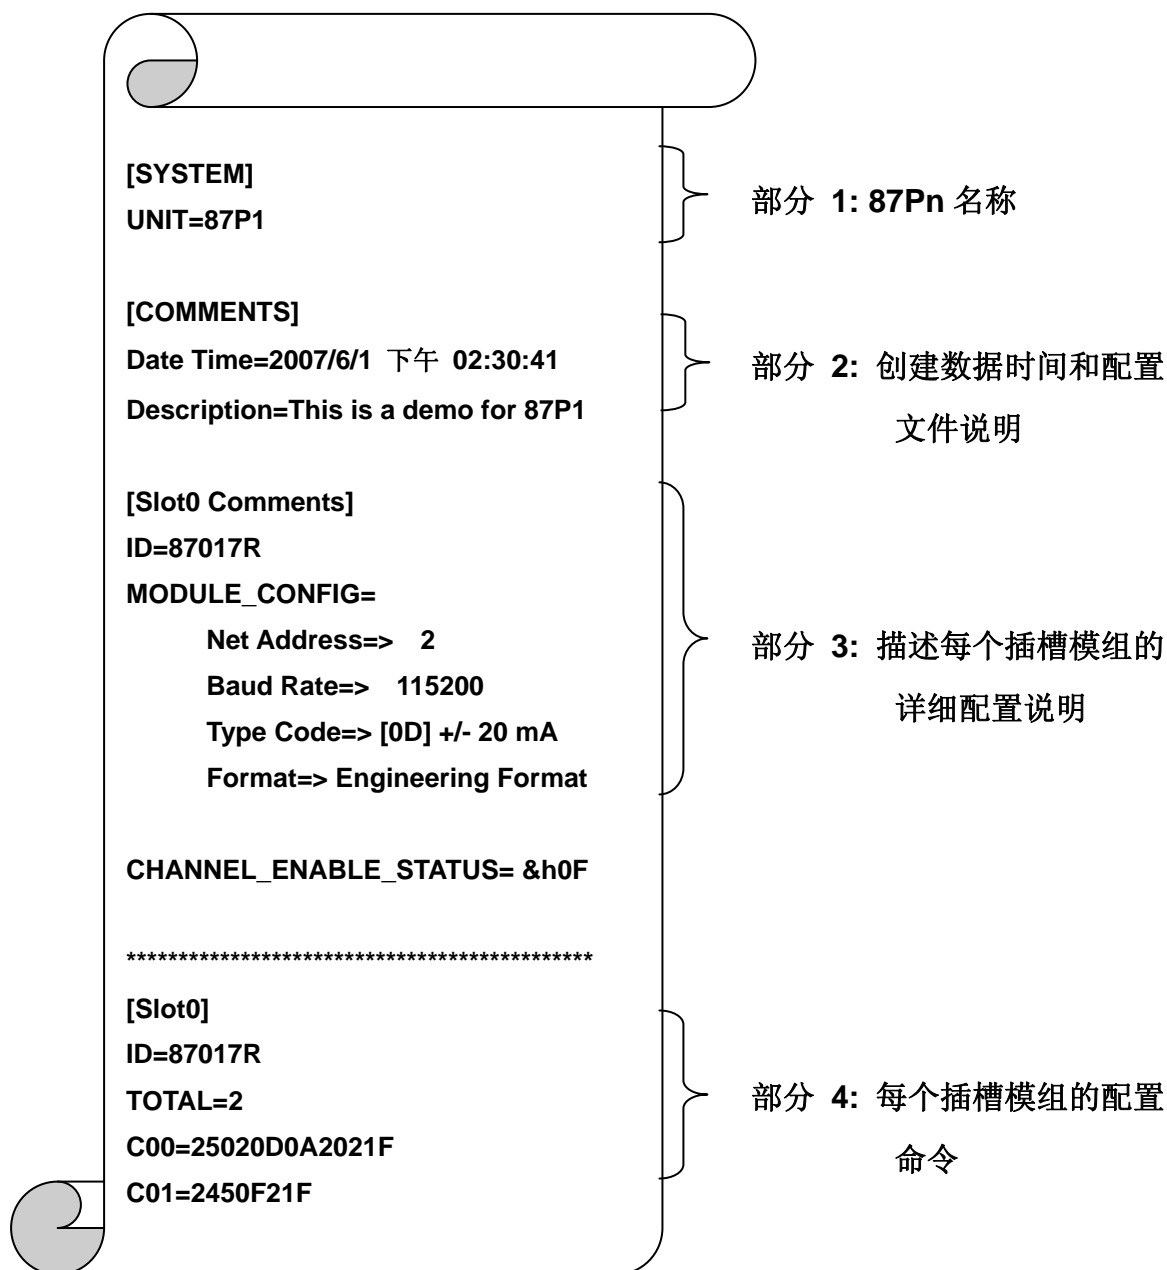 [SYSTEM]
UNIT=87P1
部分 1: 87Pn 名称
[COMMENTS]
Date Time=2007/6/1 下午 02:30:41
Description=This is a demo for 87P1
部分 2: 创建数据时间和配置
文件说明
[Slot0 Comments]
ID=87017R
MODULE_CONFIG=
Net Address=> 2
Baud Rate=> 115200
Type Code=> [0D] +/- 20 mA
Format=> Engineering Format
部分 3: 描述每个插槽模组的
详细配置说明
CHANNEL_ENABLE_STATUS= &h0F
*********************************************
[Slot0]
ID=87017R
TOTAL=2
C00=25020D0A2021F
C01=2450F21F
部分 4: 每个插槽模组的配置
命令